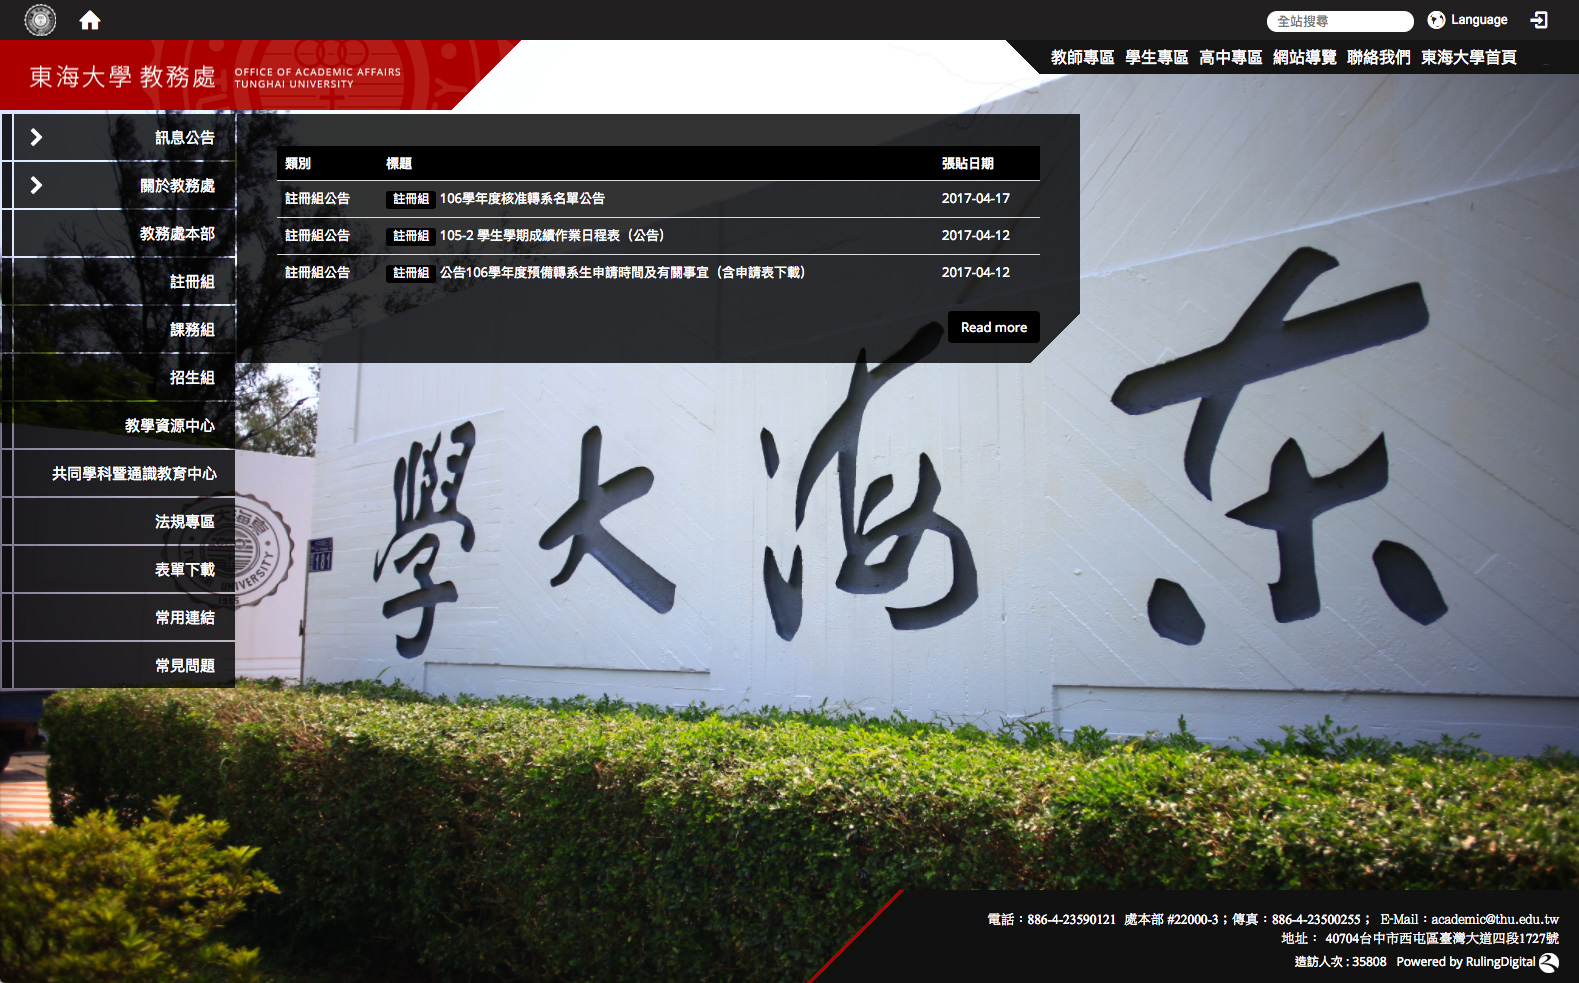 全站搜尋 Language
教師專區 學生專區 高中專區 網站導覽 聯絡我們 東海大學首頁
東海大學 教務處
OFFICE OF ACADEMIC AFFAIRS
TUNGHAI UNIVERSITY
訊息公告
關於教務處
教務處本部
註冊組
課務組
招生組
教學資源中心
共同學科暨通識教育中心
法規專區
表單下載
常用連結
常見問題
類別 標題 張貼日期
註冊組公告 註冊組 106學年度核准轉系名單公告 2017-04-17
註冊組公告 註冊組 105-2 學生學期成績作業日程表（公告） 2017-04-12
註冊組公告 註冊組 公告106學年度預備轉系生申請時間及有關事宜（含申請表下載） 2017-04-12
Read more
學大海东
UNIVERSITY
1955
電話：886-4-23590121 處本部 #22000-3；傳真：886-4-23500255； E-Mail：academic@thu.edu.tw
地址： 40704台中市西屯區臺灣大道四段1727號
造訪人次 : 35808 Powered by RulingDigital